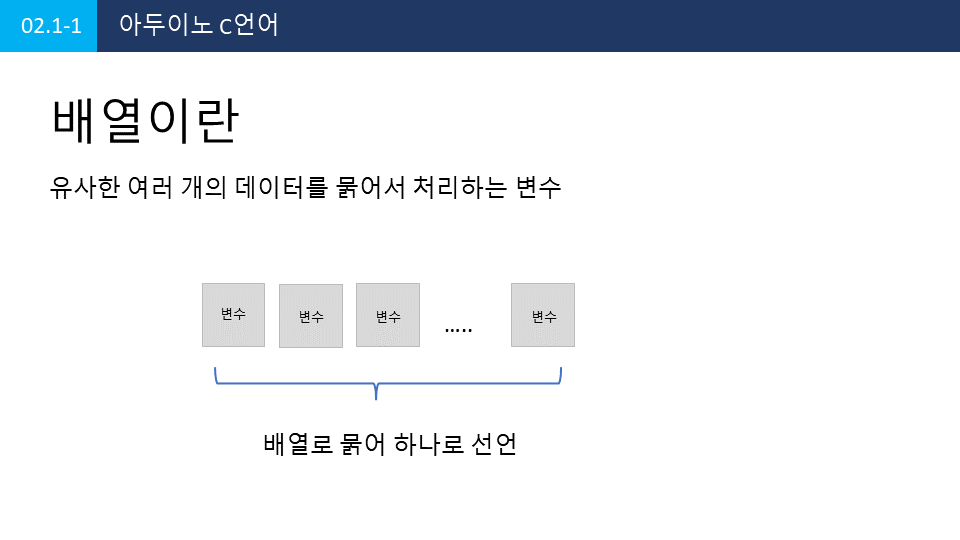 02.1-1 아두이노 C언어
배열이란
유사한 여러 개의 데이터를 묶어서 처리하는 변수
변수 변수 변수 ..... 변수
배열로 묶어 하나로 선언